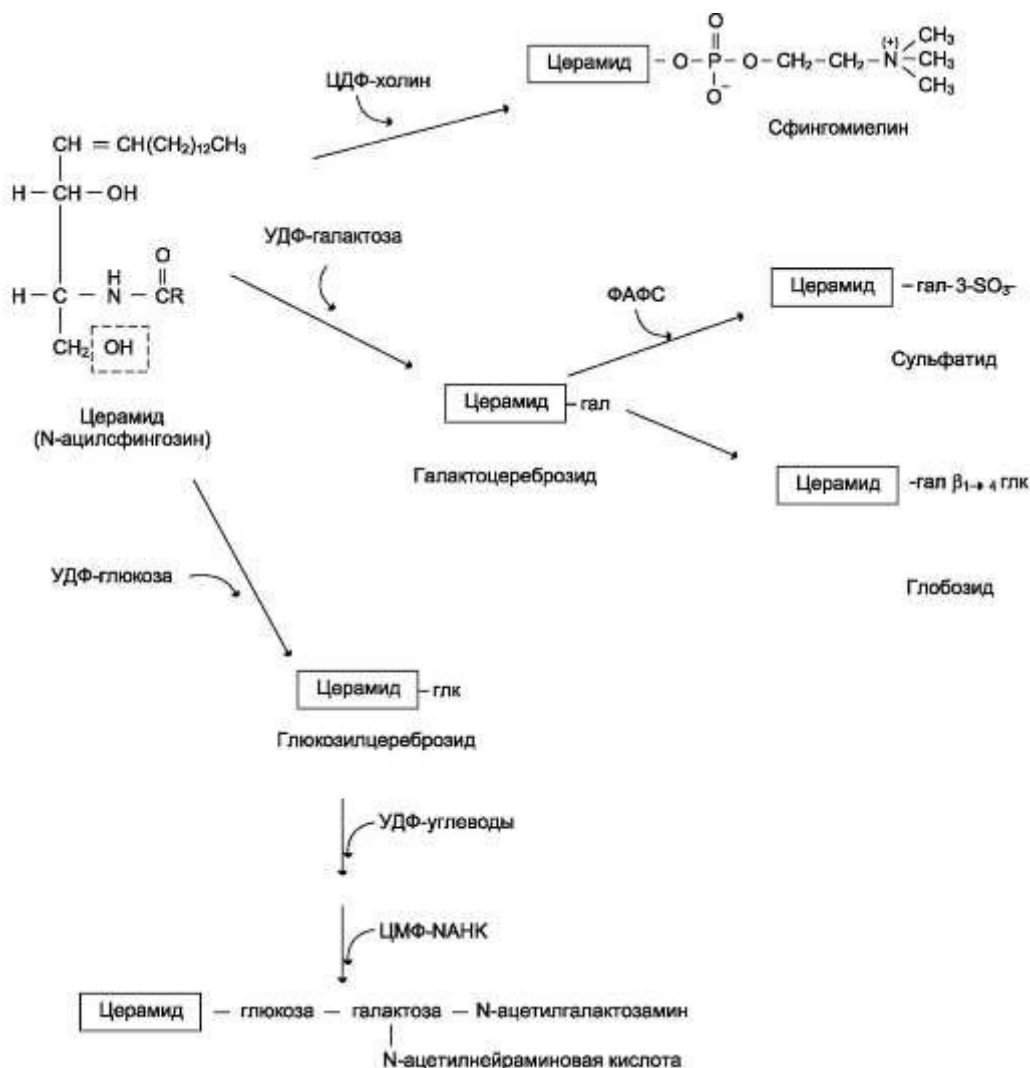 Церамид – O – P – O – CH2 – CH2 – N
O
O–
(+)
CH3
CH3
CH3
Сфингомиелин
ЦДФ-холин
CH = CH(CH2)12CH3
H – CH – OH
УДФ-галактоза
O
H
H – C – N – CR
CH2 OH
Церамид
(N-ацилсфингозин)
ФАФС
Церамид – гал- 3-SO3–
Сульфатид
Церамид – гал
Галактоцереброзид
Церамид -гал β1→ 4 глк
Глобозид
УДФ-глюкоза
Церамид – глк
Глюкозилцереброзид
УДФ-углеводы
ЦМФ-NAHK
Церамид – глюкоза – галактоза – N-ацетилгалактозамин
N-ацетилнейраминовая кислота